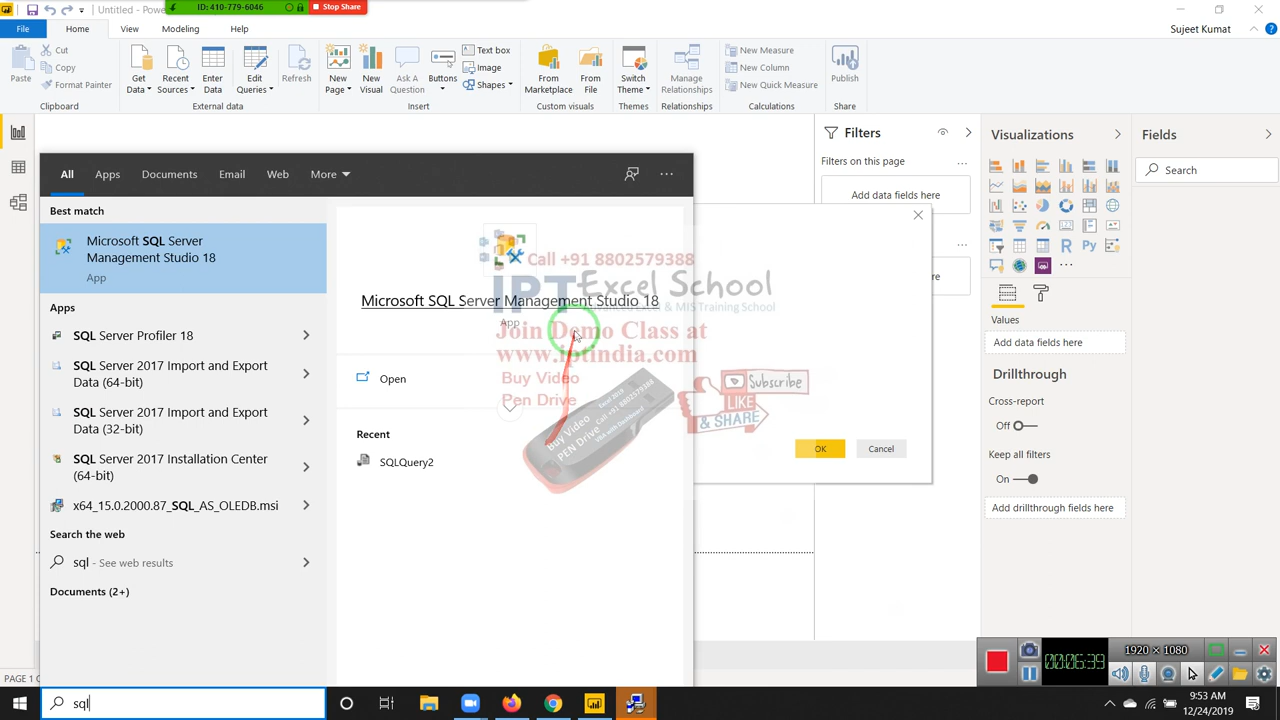 ID: 410-779-6046
Stop Share
Untitled - Powe
File
Home
View
Modeling
Help
Sujeet Kumat
Paste
Cut
Copy
Format Painter
Clipboard
Get Data
Recent Sources
Enter Data
Edit Queries
Refresh
External data
New Page
New Visual
Ask A Question
Buttons
Text box
Image
Shapes
Insert
From Marketplace
From File
Custom visuals
Switch Theme
Themes
Manage Relationships
Relationships
New Measure
New Column
New Quick Measure
Calculations
Publish
Share
All
Apps
Documents
Email
Web
More
Best match
Microsoft SQL Server
Management Studio 18
App
Apps
SQL Server Profiler 18
SQL Server 2017 Import and Export
Data (64-bit)
SQL Server 2017 Import and Export
Data (32-bit)
SQL Server 2017 Installation Center
(64-bit)
x64_15.0.2000.87_SQL_AS_OLEDB.msi
Search the web
sql - See web results
Documents (2+)
Microsoft SQL Server Management Studio 18
App
Open
Recent
SQLQuery2
Call +91 8802579388
IPT Excel School
Advanced Excel & MIS Training School
Join Demo Class at
www.iptindia.com
Buy Video
Pen Drive
Subscribe
LIKE
& SHARE
OK
Cancel
Filters
Filters on this page
...
Add data fields here
...
re
Visualizations
R
Py
...
Values
Add data fields here
Drillthrough
Cross-report
Off
Keep all filters
On
Add drillthrough fields here
Fields
Search
PAGE 1 O
sql
00:06:39
1920 × 1080
9:53 AM
12/24/2019